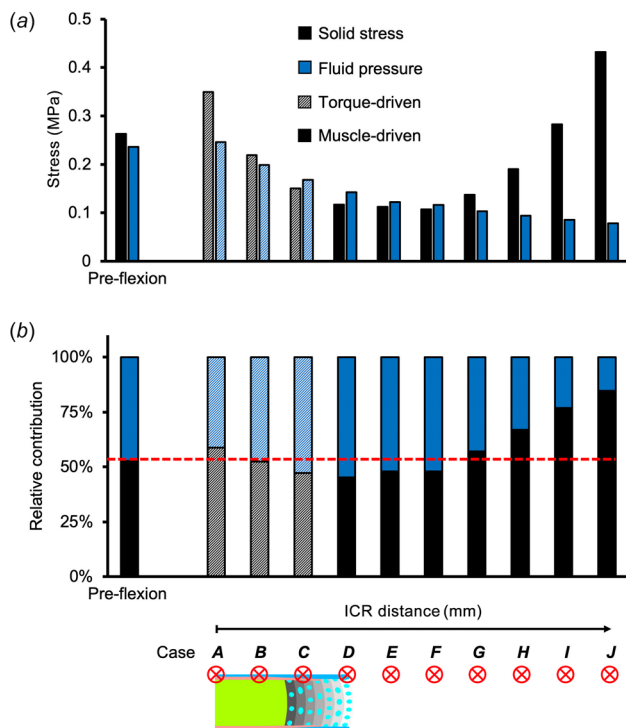 (a)
0.5
0.4
0.3
0.2
0.1
0
Stress (MPa)
Solid stress
Fluid pressure
Torque-driven
Muscle-driven
Pre-flexion
(b)
100%
75%
50%
25%
0%
Relative contribution
Pre-flexion
ICR distance (mm)
Case A B C D E F G H I J